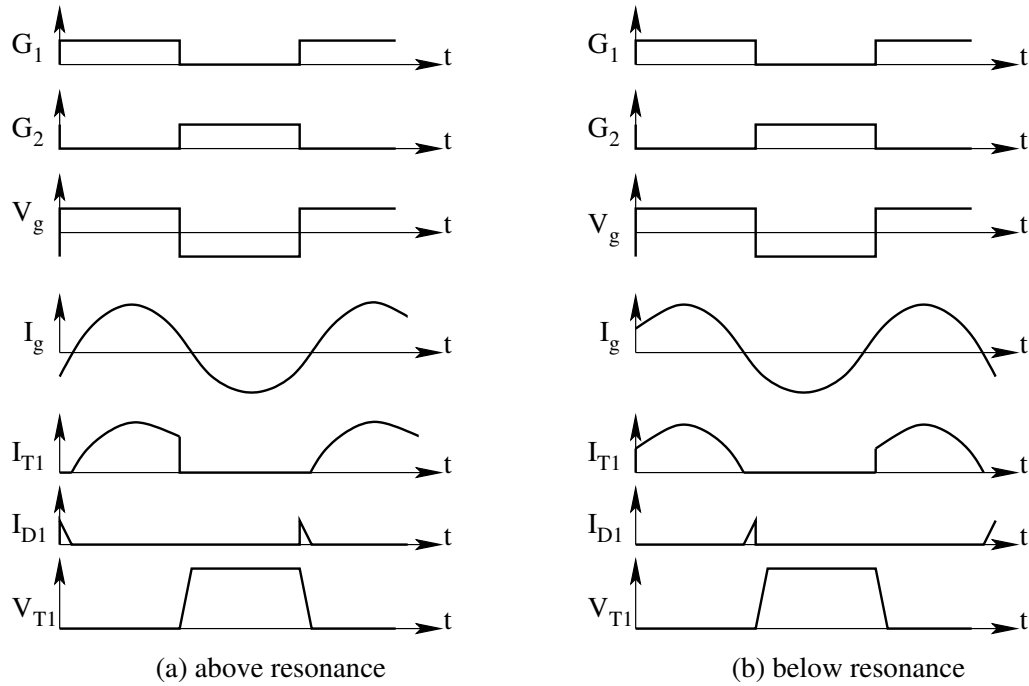 G1 t
G2 t
Vg t
Ig t
IT1 t
ID1 t
VT1 t
(a) above resonance
G1 t
G2 t
Vg t
Ig t
IT1 t
ID1 t
VT1 t
(b) below resonance